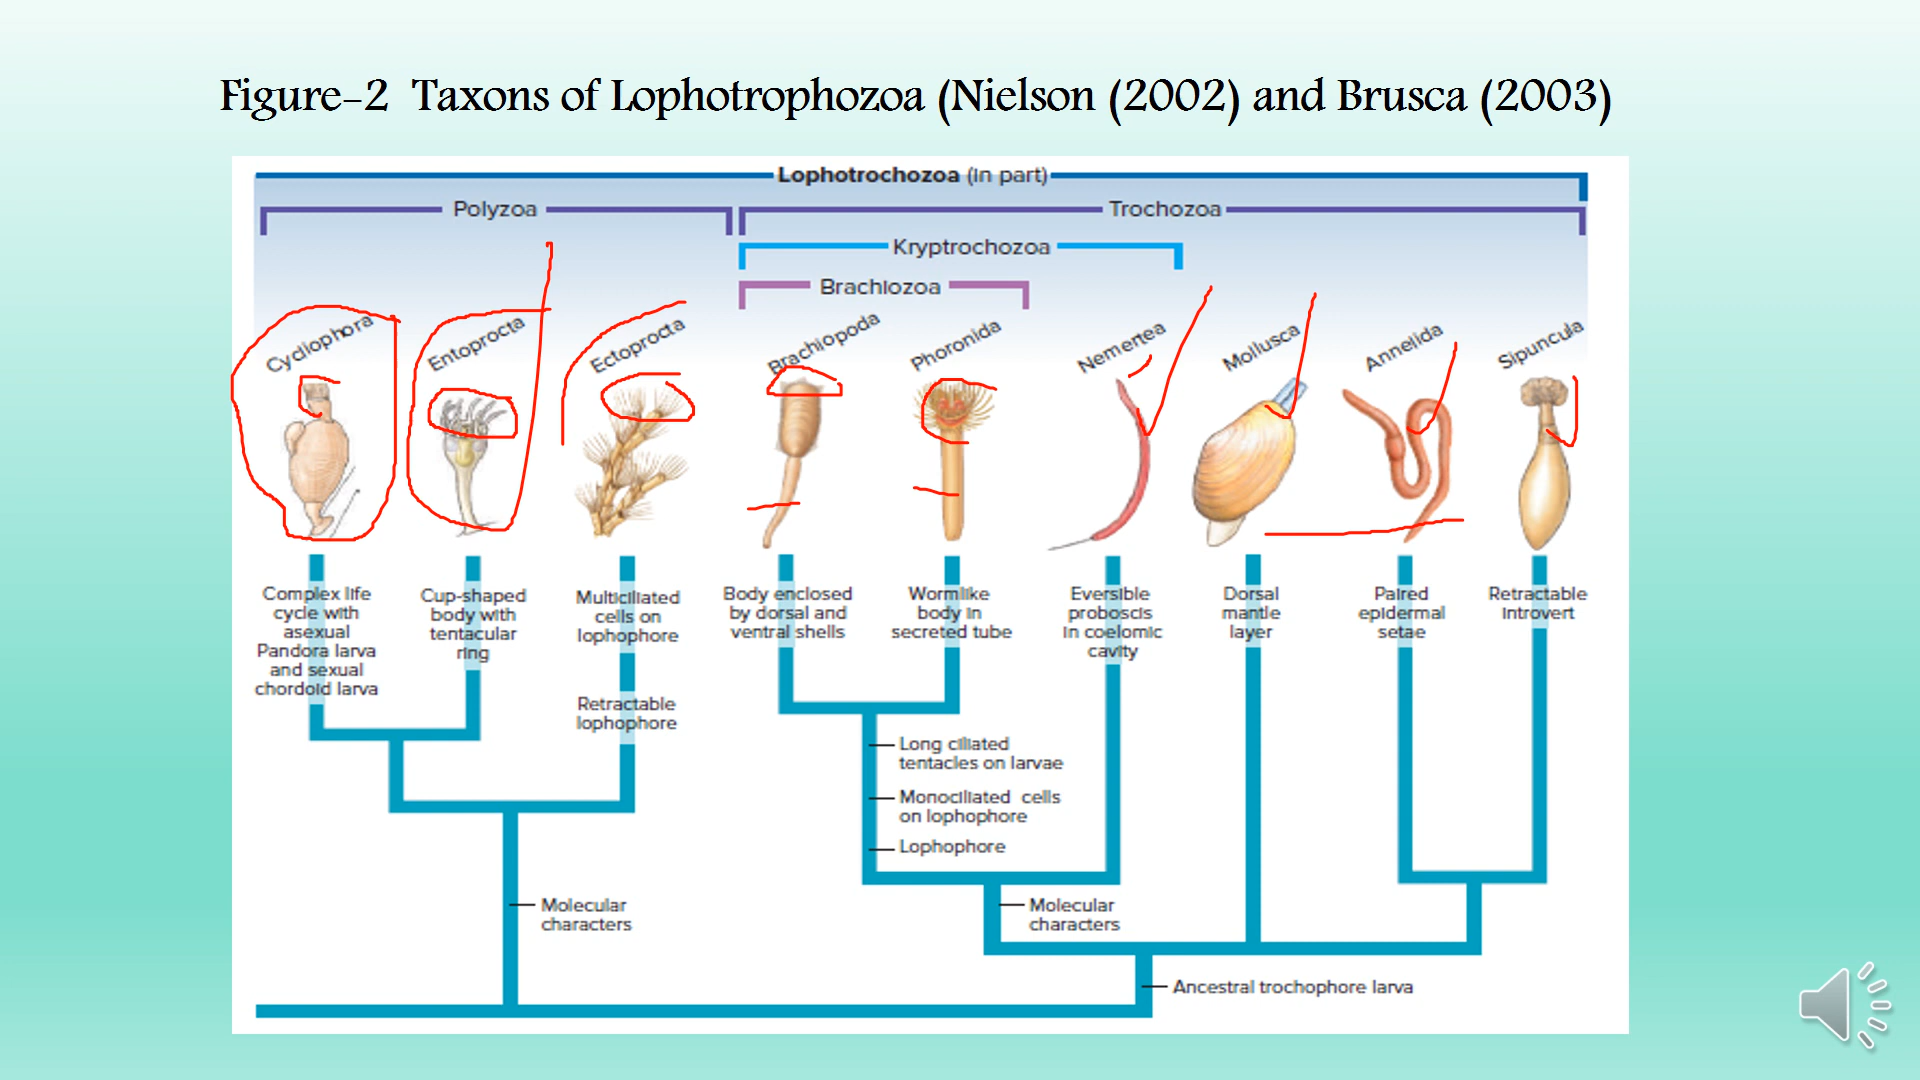 Figure-2 Taxons of Lophotrophozoa (Nielson (2002) and Brusca (2003)
Lophotrochozoa (in part)
Polyzoa
Trochozoa
Kryptrochozoa
Brachiozoa
Cycliophora
Entoprocta
Ectoprocta
Brachiopoda
Phoronida
Nemertea
Mollusca
Annelida
Sipuncula
Complex life
cycle with
asexual
Pandora larva
and sexual
chordoid larva
Cup-shaped
body with
tentacular
ring
Multiciliated
cells on
lophophore
Retractable
lophophore
Body enclosed
by dorsal and
ventral shells
Wormlike
body in
secreted tube
Eversible
proboscis
in coelomic
cavity
Dorsal
mantle
layer
Paired
epidermal
setae
Retractable
introvert
Long ciliated
tentacles on larvae
Monociliated cells
on lophophore
Lophophore
Molecular
characters
Molecular
characters
Ancestral trochophore larva